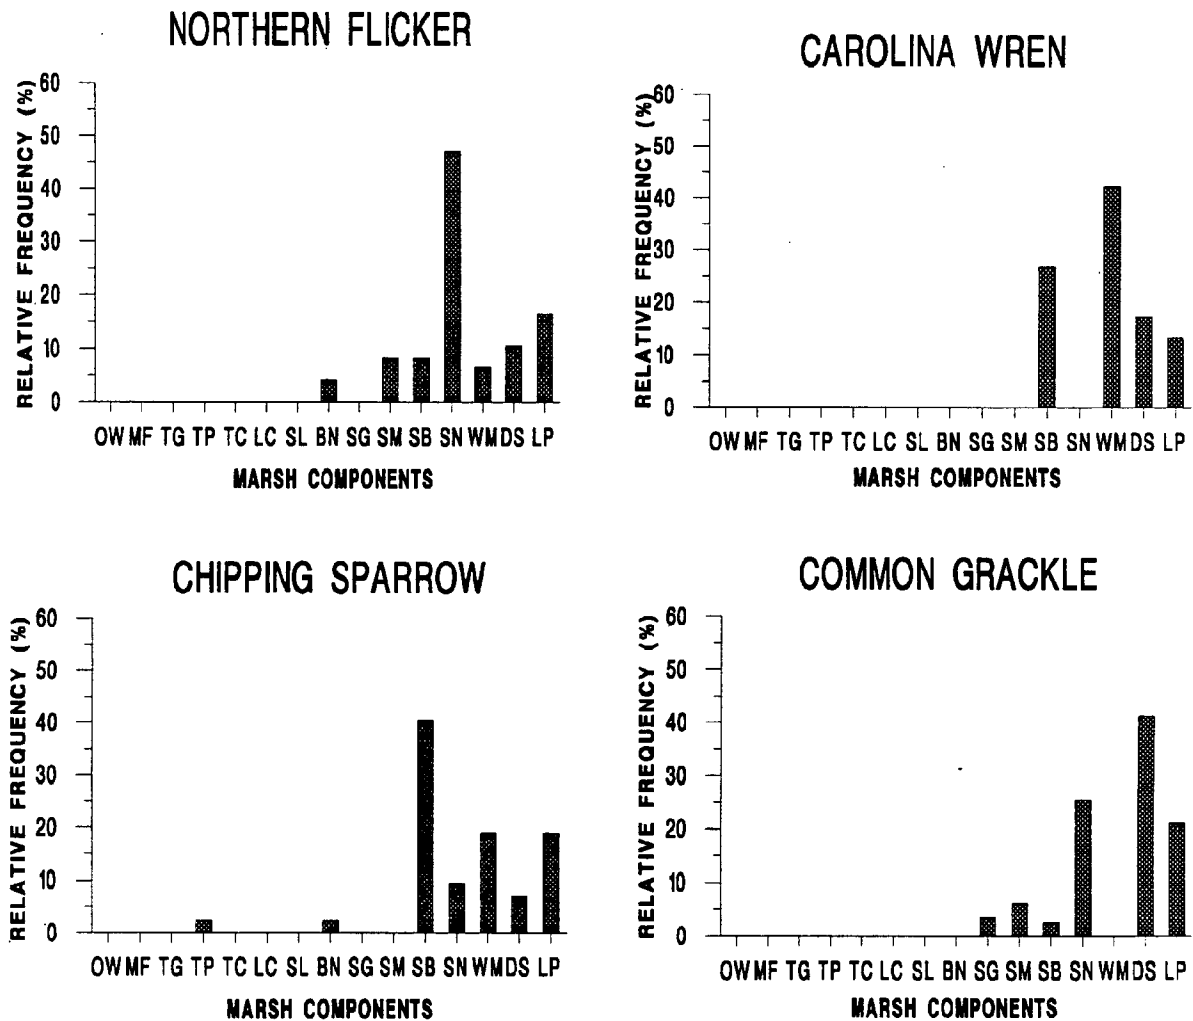 NORTHERN FLICKER
RELATIVE FREQUENCY (%)
60
50
40
30
20
10
0
OW MF TG TP TC LC SL BN SG SM SB SN WM DS LP
MARSH COMPONENTS
CAROLINA WREN
RELATIVE FREQUENCY (%)
60
50
40
30
20
10
0
OW MF TG TP TC LC SL BN SG SM SB SN WM DS LP
MARSH COMPONENTS
CHIPPING SPARROW
RELATIVE FREQUENCY (%)
60
50
40
30
20
10
0
OW MF TG TP TC LC SL BN SG SM SB SN WM DS LP
MARSH COMPONENTS
COMMON GRACKLE
RELATIVE FREQUENCY (%)
60
50
40
30
20
10
0
OW MF TG TP TC LC SL BN SG SM SB SN WM DS LP
MARSH COMPONENTS